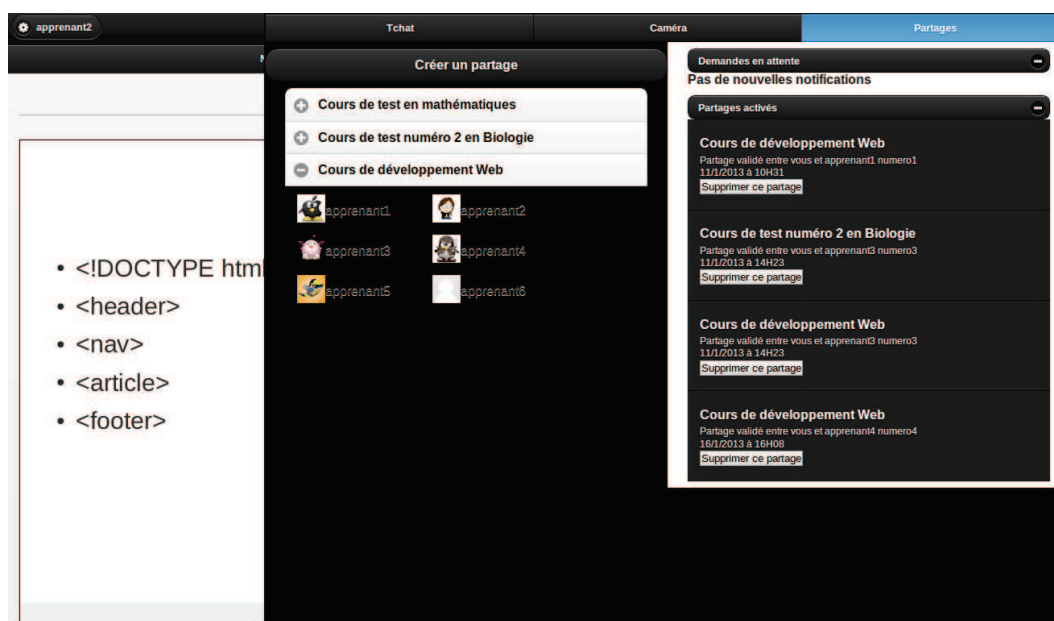 apprenant2
Tchat
Caméra
Partages
Créer un partage
Cours de test en mathématiques
Cours de test numéro 2 en Biologie
Cours de développement Web
apprenant1
apprenant2
apprenant3
apprenant4
apprenant5
apprenant6
• <!DOCTYPE htm
• <header>
• <nav>
• <article>
• <footer>
Demandes en attente
Pas de nouvelles notifications
Partages activés
Cours de développement Web
Partage validé entre vous et apprenant1 numero1
11/1/2013 à 10H31
Supprimer ce partage
Cours de test numéro 2 en Biologie
Partage validé entre vous et apprenant3 numero3
11/1/2013 à 14H23
Supprimer ce partage
Cours de développement Web
Partage validé entre vous et apprenant3 numero3
11/1/2013 à 14H23
Supprimer ce partage
Cours de développement Web
Partage validé entre vous et apprenant4 numero4
16/1/2013 à 16H08
Supprimer ce partage